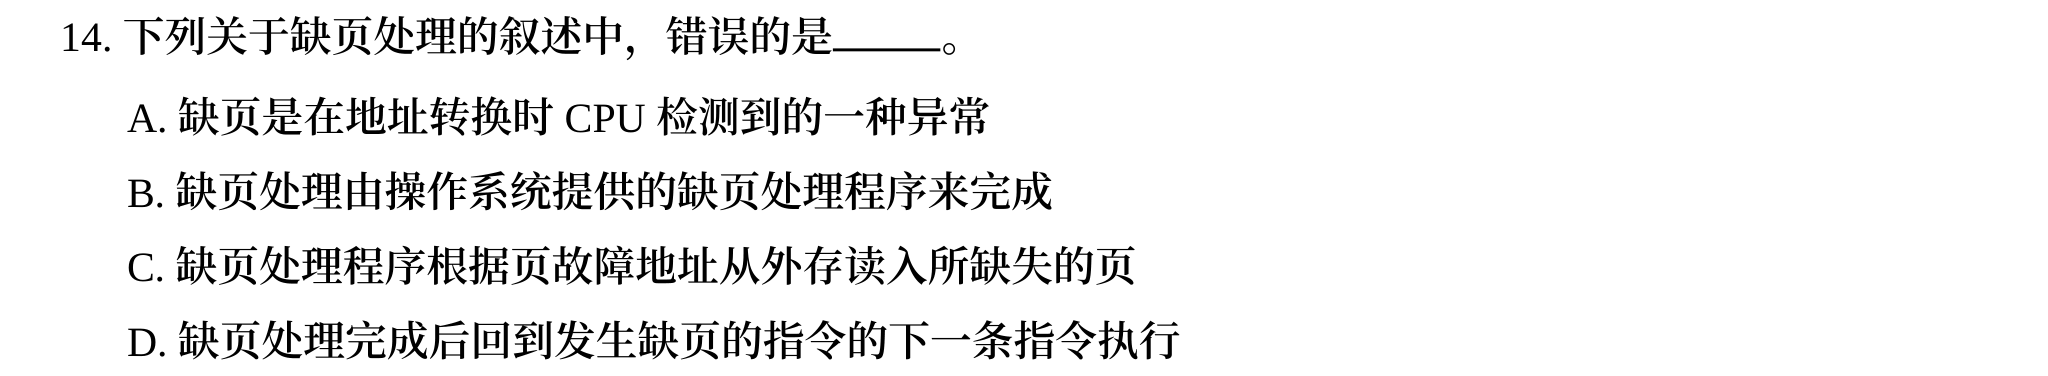 14. 下列关于缺页处理的叙述中，错误的是_____。
A. 缺页是在地址转换时 CPU 检测到的一种异常
B. 缺页处理由操作系统提供的缺页处理程序来完成
C. 缺页处理程序根据页故障地址从外存读入所缺失的页
D. 缺页处理完成后回到发生缺页的指令的下一条指令执行